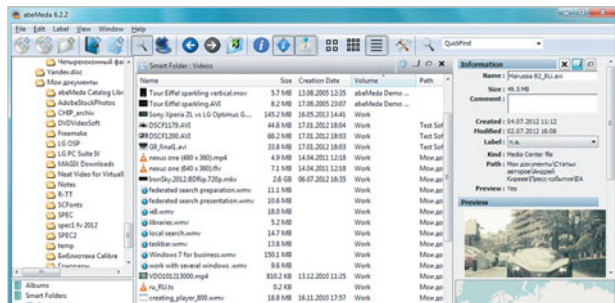 abeMeda 6.2.2
File Edit Label View Window Help
QuickFind
Четырехоконный фа
Yandex.disc
Мои документы
abeMeda Catalog Libr
AdobeStockPhotos
CHIP_archiv
DVDVideoSoft
Freemake
LG OSP
LG PC Suite IV
MAGIX Downloads
Neat Video for Virtuall
Notes
R-TT
SCFonts
SPEC
spec1 fv 2012
SPEC2
temp
Библиотека Calibre
Albums
Smart Folders
Smart Folder : Videos
Name Size Creation Date Volume Path
Tour Eiffel sparkling vertical.mov 5.7 MB 13.08.2005 12:35 abeMeda Demo ...
Tour Eiffel sparkling.AVI 8.2 MB 17.06.2005 23:07 abeMeda Demo ...
Sony Xperia ZL vs LG Optimus G.... 145.2 MB 16.05.2013 14:41 Work
DSCF1179.AVI 44.6 MB 17.01.2012 18:04 Work Test Sof
DSCF1200.AVI 66.2 MB 17.01.2012 18:03 Work Test Sof
G9_final1.avi 33.8 MB 17.01.2012 18:03 Work Test Sof
nexus one (480 x 360).mp4 4.9 MB 14.04.2011 12:18 Work Мои до
nexus one (640 x 360).flv 7.1 MB 14.04.2011 12:18 Work Мои до
IronSky.2012.BDRip.720p.mkv 2.6 GB 06.07.2012 16:35 Work Мои до
federated search preparation.wmv 11.1 MB Work Мои до
federated search presentation.wmv 10.6 MB Work Мои до
ie8.wmv 18.0 MB Work Мои до
libraries.wmv 5.2 MB Work Мои до
local search.wmv 14.7 MB Work Мои до
taskbar.wmv 13.8 MB Work Мои до
Windows 7 for business.wmv 150.1 MB Work Мои до
work with several windows .wmv 9.6 MB Work Мои до
VDO101213000.mp4 810.2 KB 13.12.2010 11:25 Work Мои до
ru_RU.ts 0.2 KB Work Мои до
creating_player_800.wmv 18.8 MB 16.11.2010 17:57 Work Мои до
Information
Name : Marussa B2_RU.avi
Size : 48.5 MB
Comment :
Created : 04.07.2012 11:12
Modified : 02.07.2012 16:08
Label : n.a.
Kind : Media Center file
Path : Мои документы\Статьи
авторов\Андрей
Киреев\Пресс-события\EA
Preview : Yes
Preview